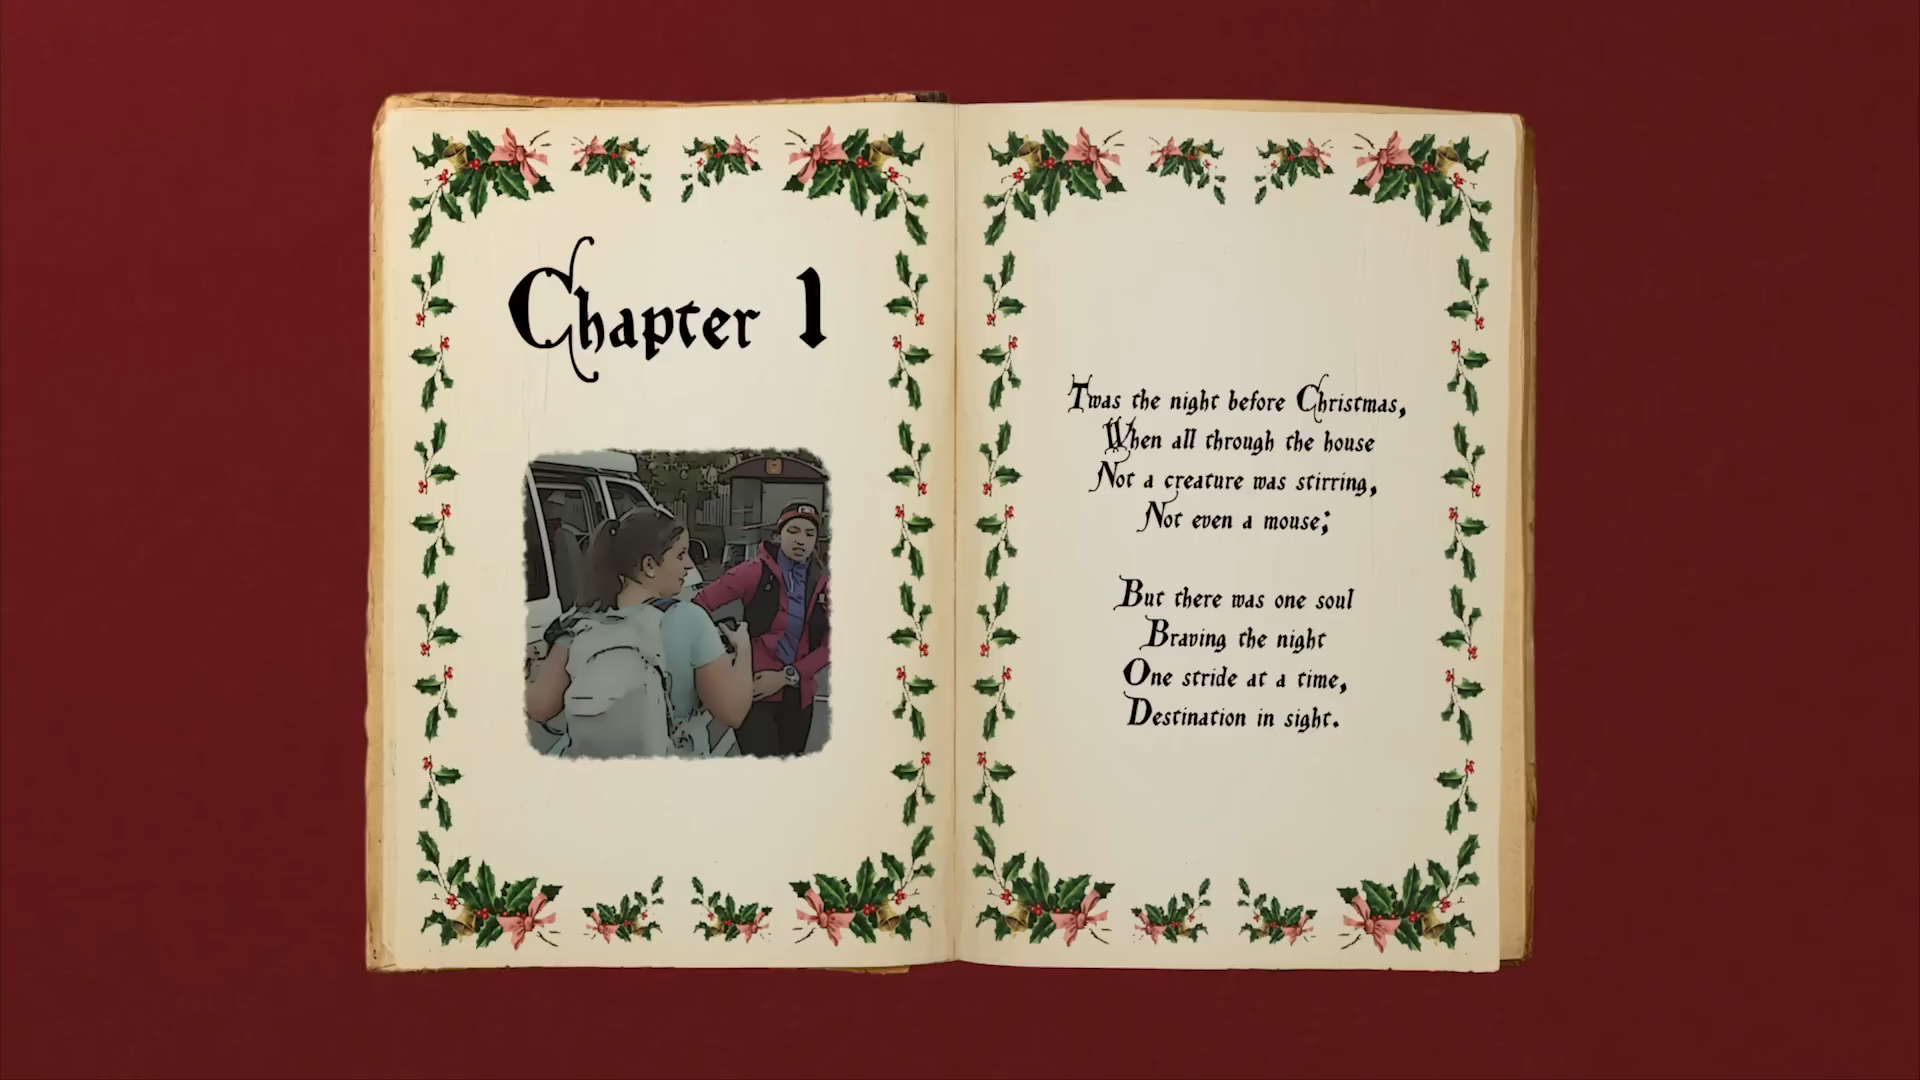 Chapter 1
Twas the night before Christmas,
When all through the house
Not a creature was stirring,
Not even a mouse;
But there was one soul
Braving the night
One stride at a time,
Destination in sight.